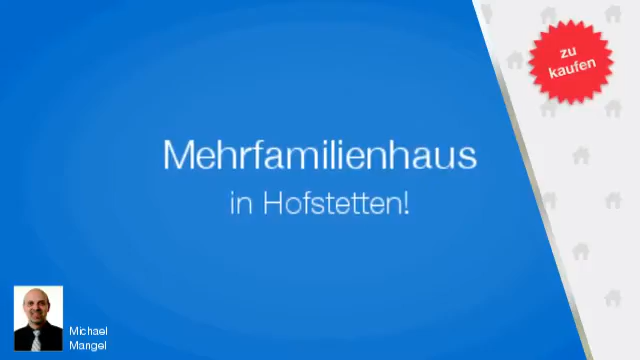 zu
kaufen
Mehrfamilienhaus
in Hofstetten!
Michael
Mangel